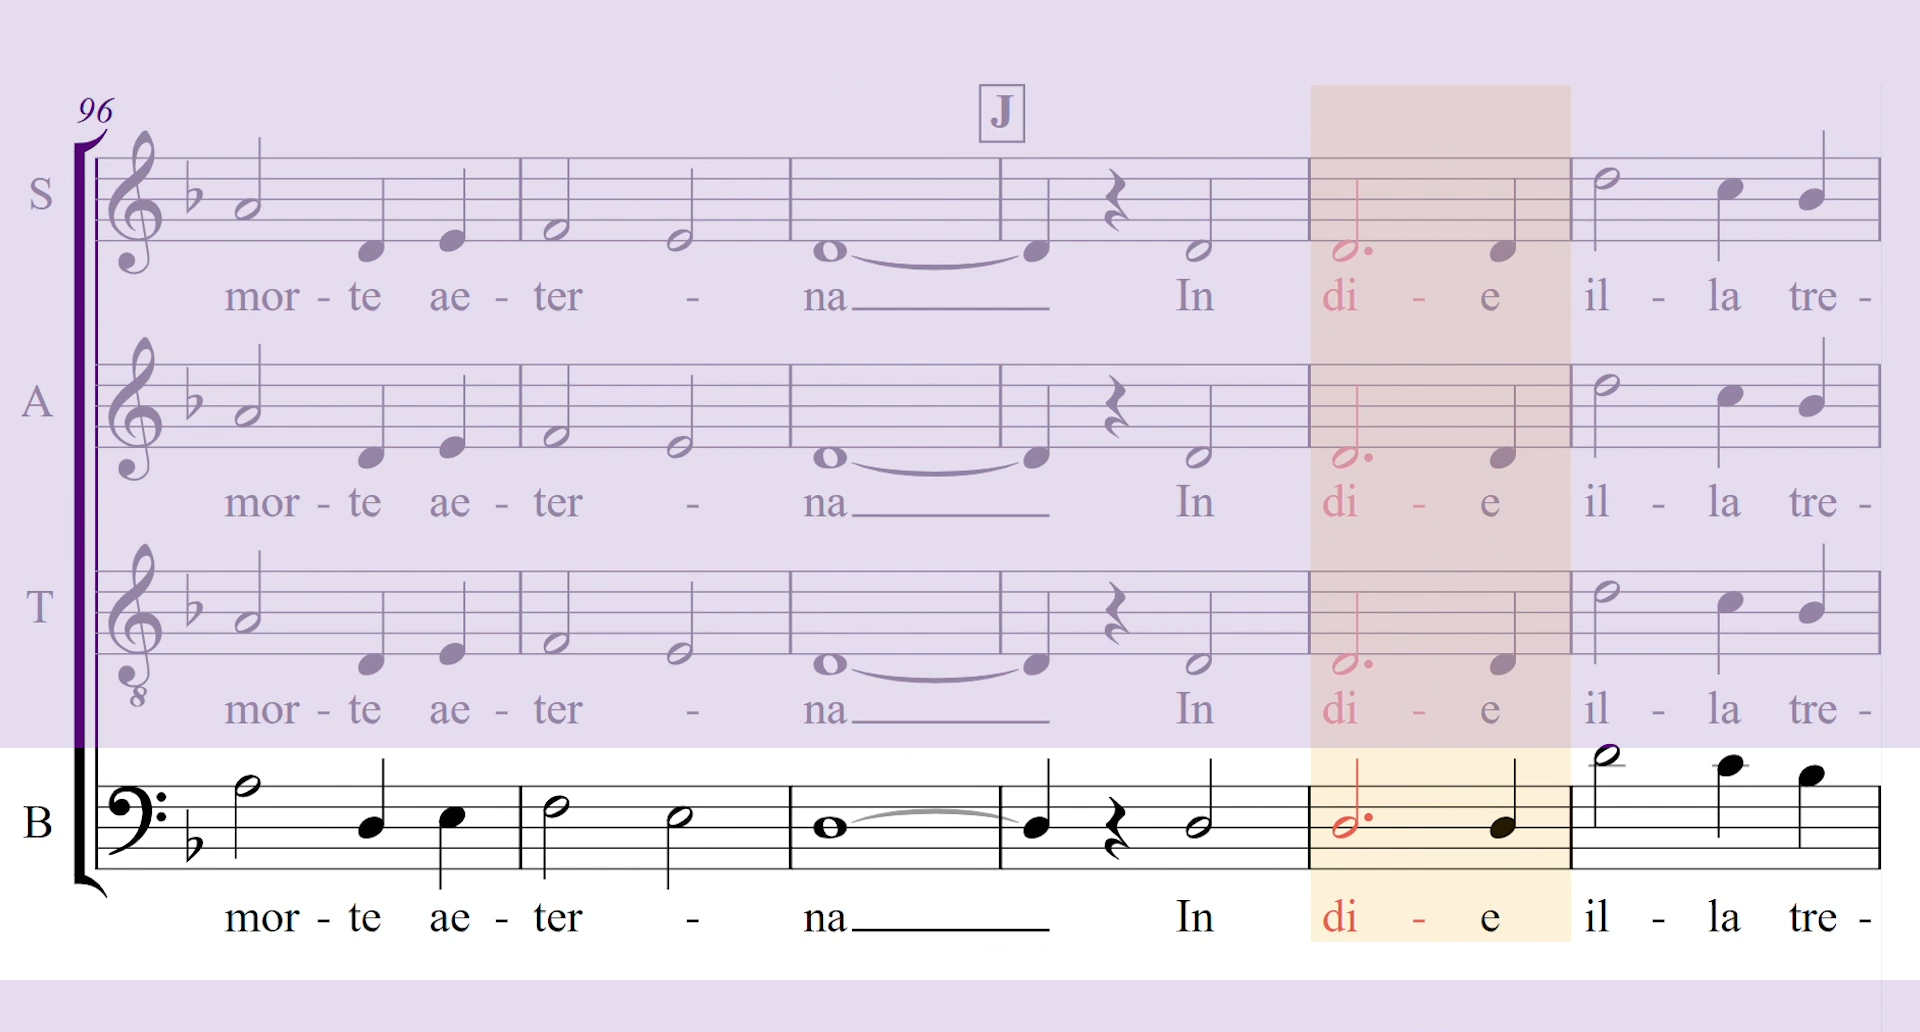 96
J
S
mor - te ae - ter - na In di - e il - la tre -
A
mor - te ae - ter - na In di - e il - la tre -
T
8
mor - te ae - ter - na In di - e il - la tre -
B
mor - te ae - ter - na In di - e il - la tre -